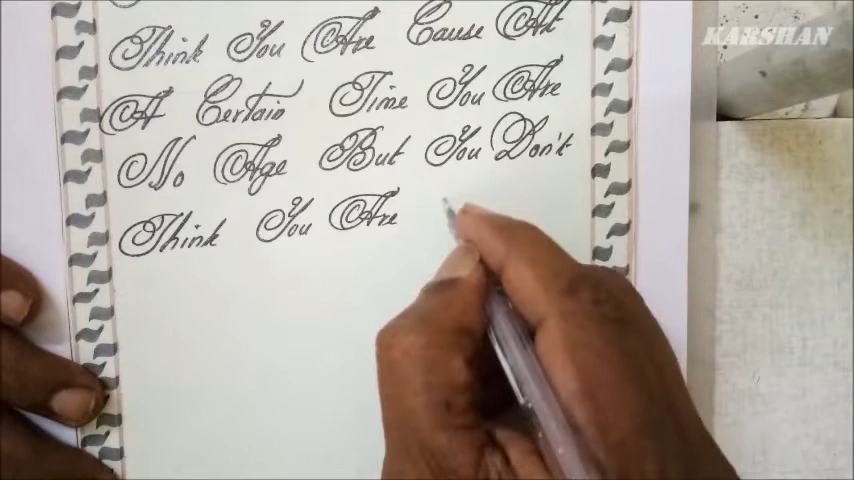 Think You Are Cause At
KARSHAN
A Certain Time You Are
No Age But You Don't
Think You Are